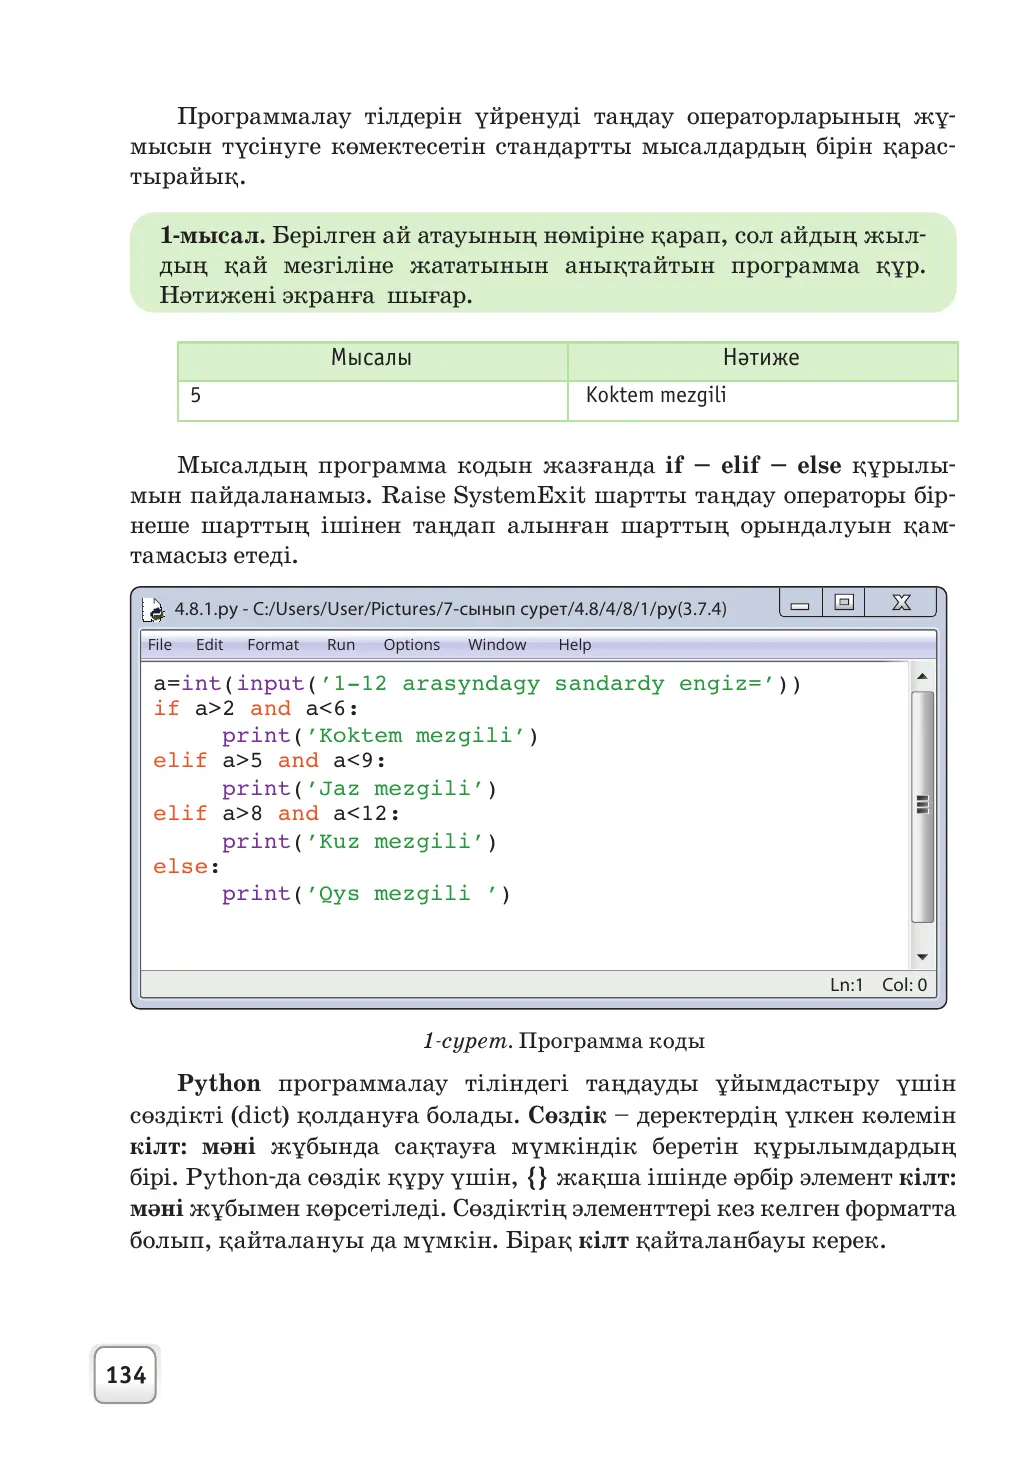 Программалау тілдерін үйренуді таңдау операторларының жұ-
мысын түсінуге көмектесетін стандартты мысалдардың бірін қарас-
тырайық.
1-мысал. Берілген ай атауының нөміріне қарап, сол айдың жыл-
дың қай мезгіліне жататынын анықтайтын программа құр.
Нәтижені экранға шығар.
Мысалы Нәтиже
5 Koktem mezgili
Мысалдың программа кодын жазғанда if – elif – else құрылы-
мын пайдаланамыз. Raise SystemExit шартты таңдау операторы бір-
неше шарттың ішінен таңдап алынған шарттың орындалуын қам-
тамасыз етеді.
4.8.1.py - C:/Users/User/Pictures/7-сынып сурет/4.8/4/8/1/py(3.7.4)
File Edit Format Run Options Window Help
a=int(input('1-12 arasyndagy sandardy engiz='))
if a>2 and a<6:
print('Koktem mezgili')
elif a>5 and a<9:
print('Jaz mezgili')
elif a>8 and a<12:
print('Kuz mezgili')
else:
print('Qys mezgili ')
Ln:1 Col: 0
1-сурет. Программа коды
Python программалау тіліндегі таңдауды ұйымдастыру үшін
сөздікті (dict) қолдануға болады. Сөздік – деректердің үлкен көлемін
кілт: мәні жұбында сақтауға мүмкіндік беретін құрылымдардың
бірі. Python-да сөздік құру үшін, {} жақша ішінде әрбір элемент кілт:
мәні жұбымен көрсетіледі. Сөздіктің элементтері кез келген форматта
болып, қайталануы да мүмкін. Бірақ кілт қайталанбауы керек.
134